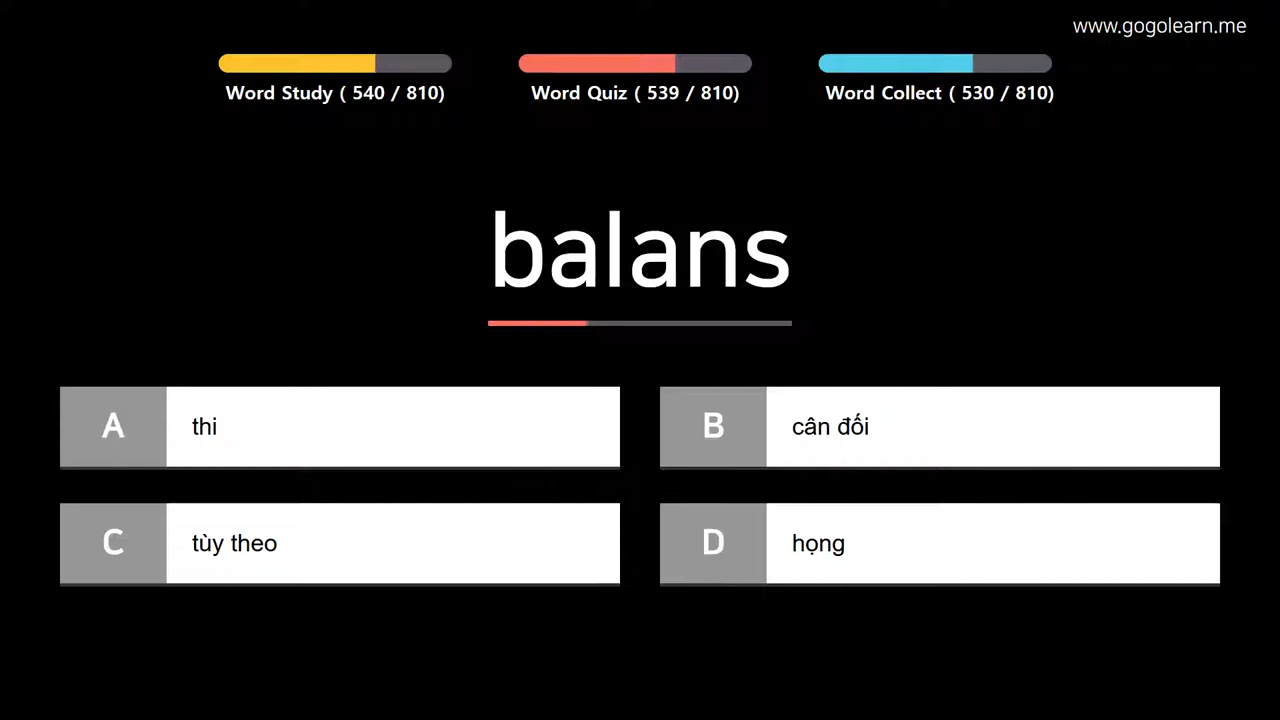 www.gogolearn.me
Word Study ( 540 / 810)
Word Quiz ( 539 / 810)
Word Collect ( 530 / 810)
balans
A
thi
B
cân đối
C
tùy theo
D
họng